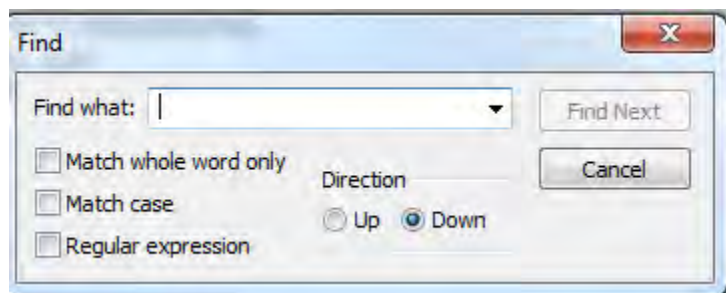 Find
Find what:
Find Next
Match whole word only
Direction
Cancel
Match case
Up Down
Regular expression